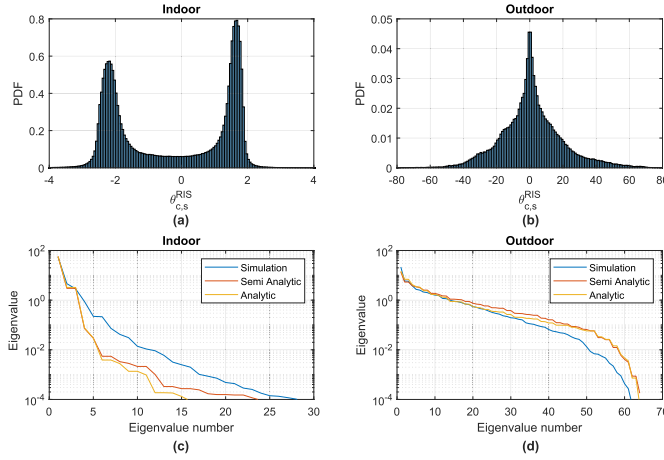 Indoor
0.8
0.6
0.4
0.2
0
PDF
-4 -2 0 2 4
θ^RIS_c,s
(a)
Outdoor
0.05
0.04
0.03
0.02
0.01
0
PDF
-80 -60 -40 -20 0 20 40 60 80
θ^RIS_c,s
(b)
Indoor
10^2
10^0
10^-2
10^-4
Eigenvalue
Simulation
Semi Analytic
Analytic
0 5 10 15 20 25 30
Eigenvalue number
(c)
Outdoor
10^2
10^0
10^-2
10^-4
Eigenvalue
Simulation
Semi Analytic
Analytic
0 10 20 30 40 50 60 70
Eigenvalue number
(d)